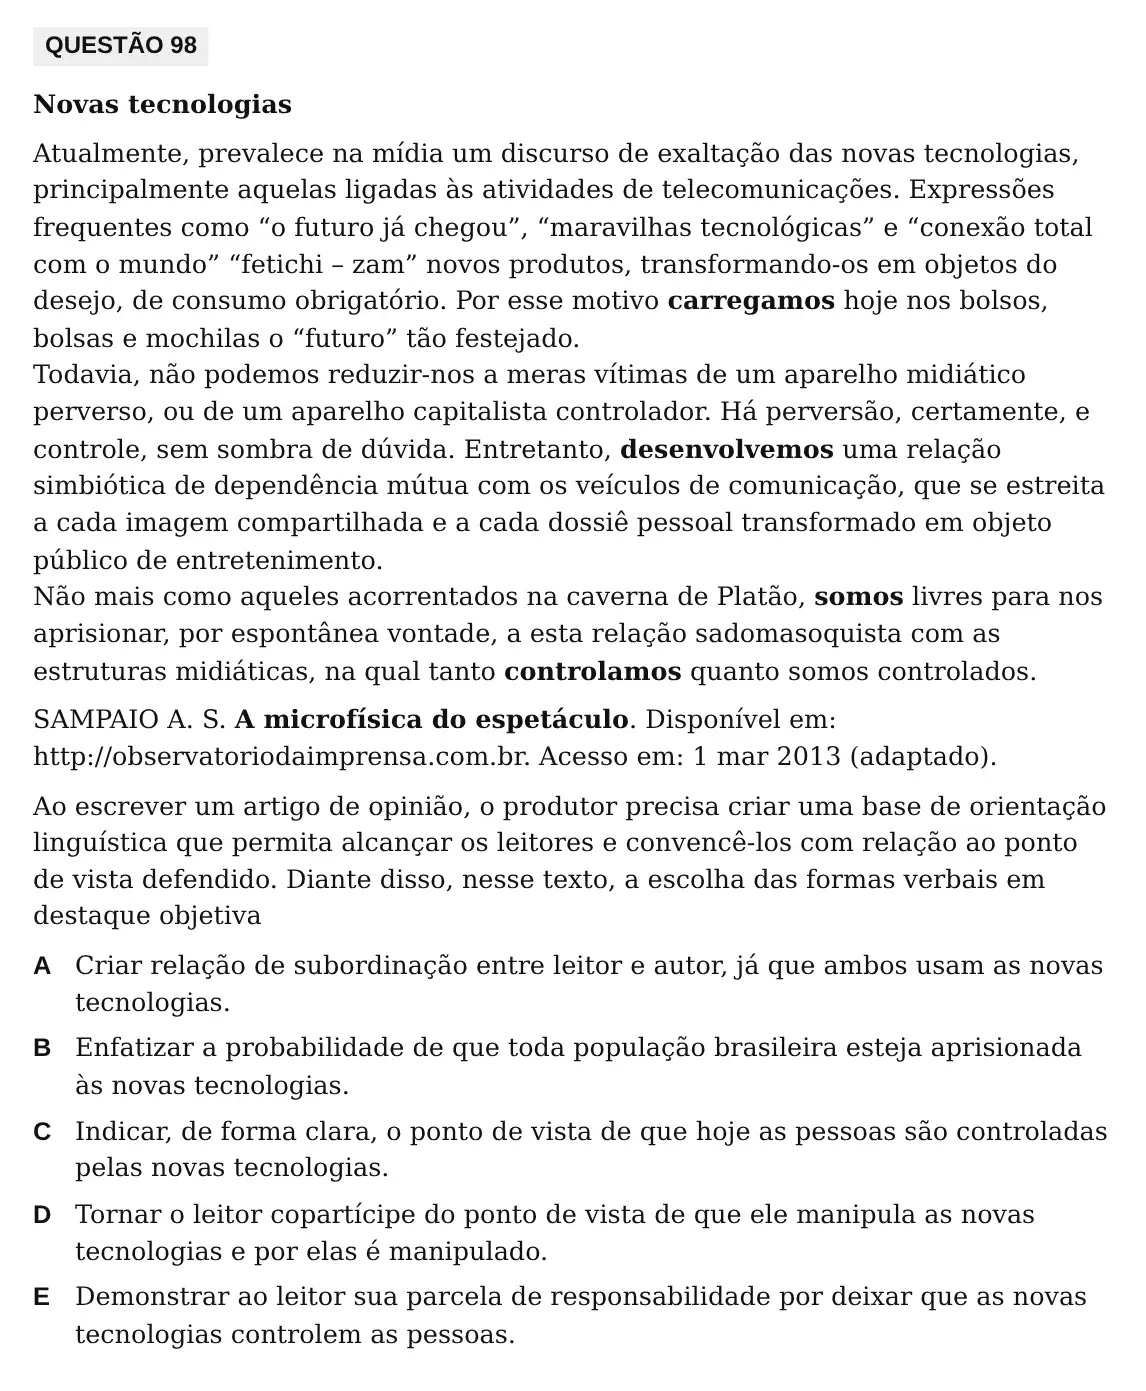 QUESTÃO 98
Novas tecnologias
Atualmente, prevalece na mídia um discurso de exaltação das novas tecnologias,
principalmente aquelas ligadas às atividades de telecomunicações. Expressões
frequentes como “o futuro já chegou”, “maravilhas tecnológicas” e “conexão total
com o mundo” “fetichi – zam” novos produtos, transformando-os em objetos do
desejo, de consumo obrigatório. Por esse motivo carregamos hoje nos bolsos,
bolsas e mochilas o “futuro” tão festejado.
Todavia, não podemos reduzir-nos a meras vítimas de um aparelho midiático
perverso, ou de um aparelho capitalista controlador. Há perversão, certamente, e
controle, sem sombra de dúvida. Entretanto, desenvolvemos uma relação
simbiótica de dependência mútua com os veículos de comunicação, que se estreita
a cada imagem compartilhada e a cada dossiê pessoal transformado em objeto
público de entretenimento.
Não mais como aqueles acorrentados na caverna de Platão, somos livres para nos
aprisionar, por espontânea vontade, a esta relação sadomasoquista com as
estruturas midiáticas, na qual tanto controlamos quanto somos controlados.
SAMPAIO A. S. A microfísica do espetáculo. Disponível em:
http://observatoriodaimprensa.com.br. Acesso em: 1 mar 2013 (adaptado).
Ao escrever um artigo de opinião, o produtor precisa criar uma base de orientação
linguística que permita alcançar os leitores e convencê-los com relação ao ponto
de vista defendido. Diante disso, nesse texto, a escolha das formas verbais em
destaque objetiva
A Criar relação de subordinação entre leitor e autor, já que ambos usam as novas
tecnologias.
B Enfatizar a probabilidade de que toda população brasileira esteja aprisionada
às novas tecnologias.
C Indicar, de forma clara, o ponto de vista de que hoje as pessoas são controladas
pelas novas tecnologias.
D Tornar o leitor copartícipe do ponto de vista de que ele manipula as novas
tecnologias e por elas é manipulado.
E Demonstrar ao leitor sua parcela de responsabilidade por deixar que as novas
tecnologias controlem as pessoas.